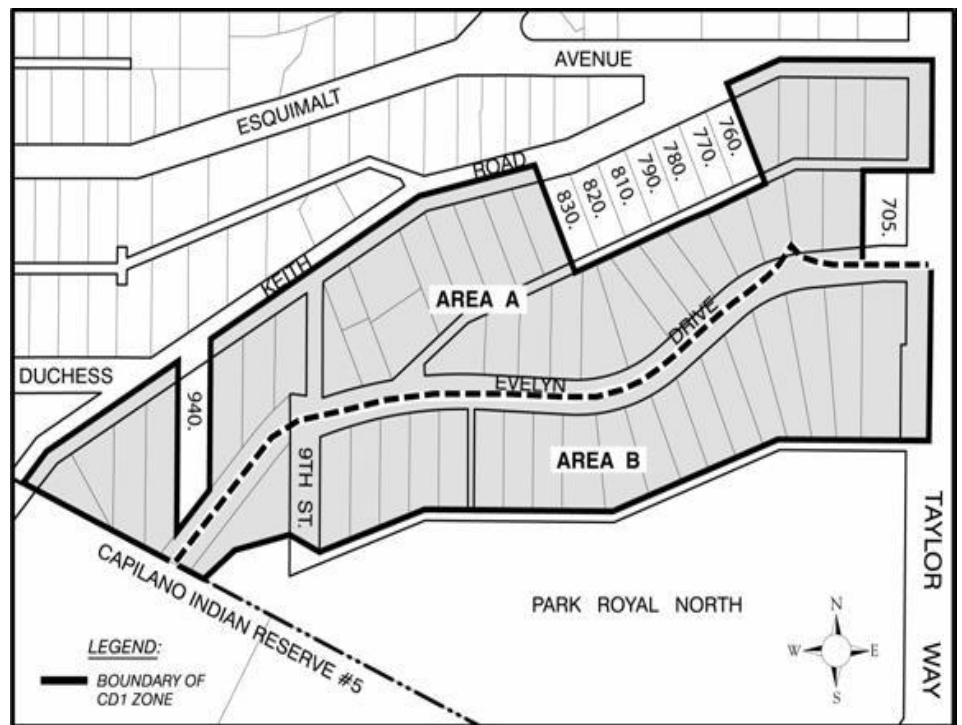 AVENUE
ESQUIMALT
ROAD
760.
770.
780.
790.
810.
820.
830.
705.
KEITH
AREA A
DRIVE
EVELYN
DUCHESS
940.
9TH ST.
AREA B
TAYLOR WAY
CAPILANO INDIAN RESERVE #5
PARK ROYAL NORTH
N
W
E
S
LEGEND:
BOUNDARY OF
CD1 ZONE